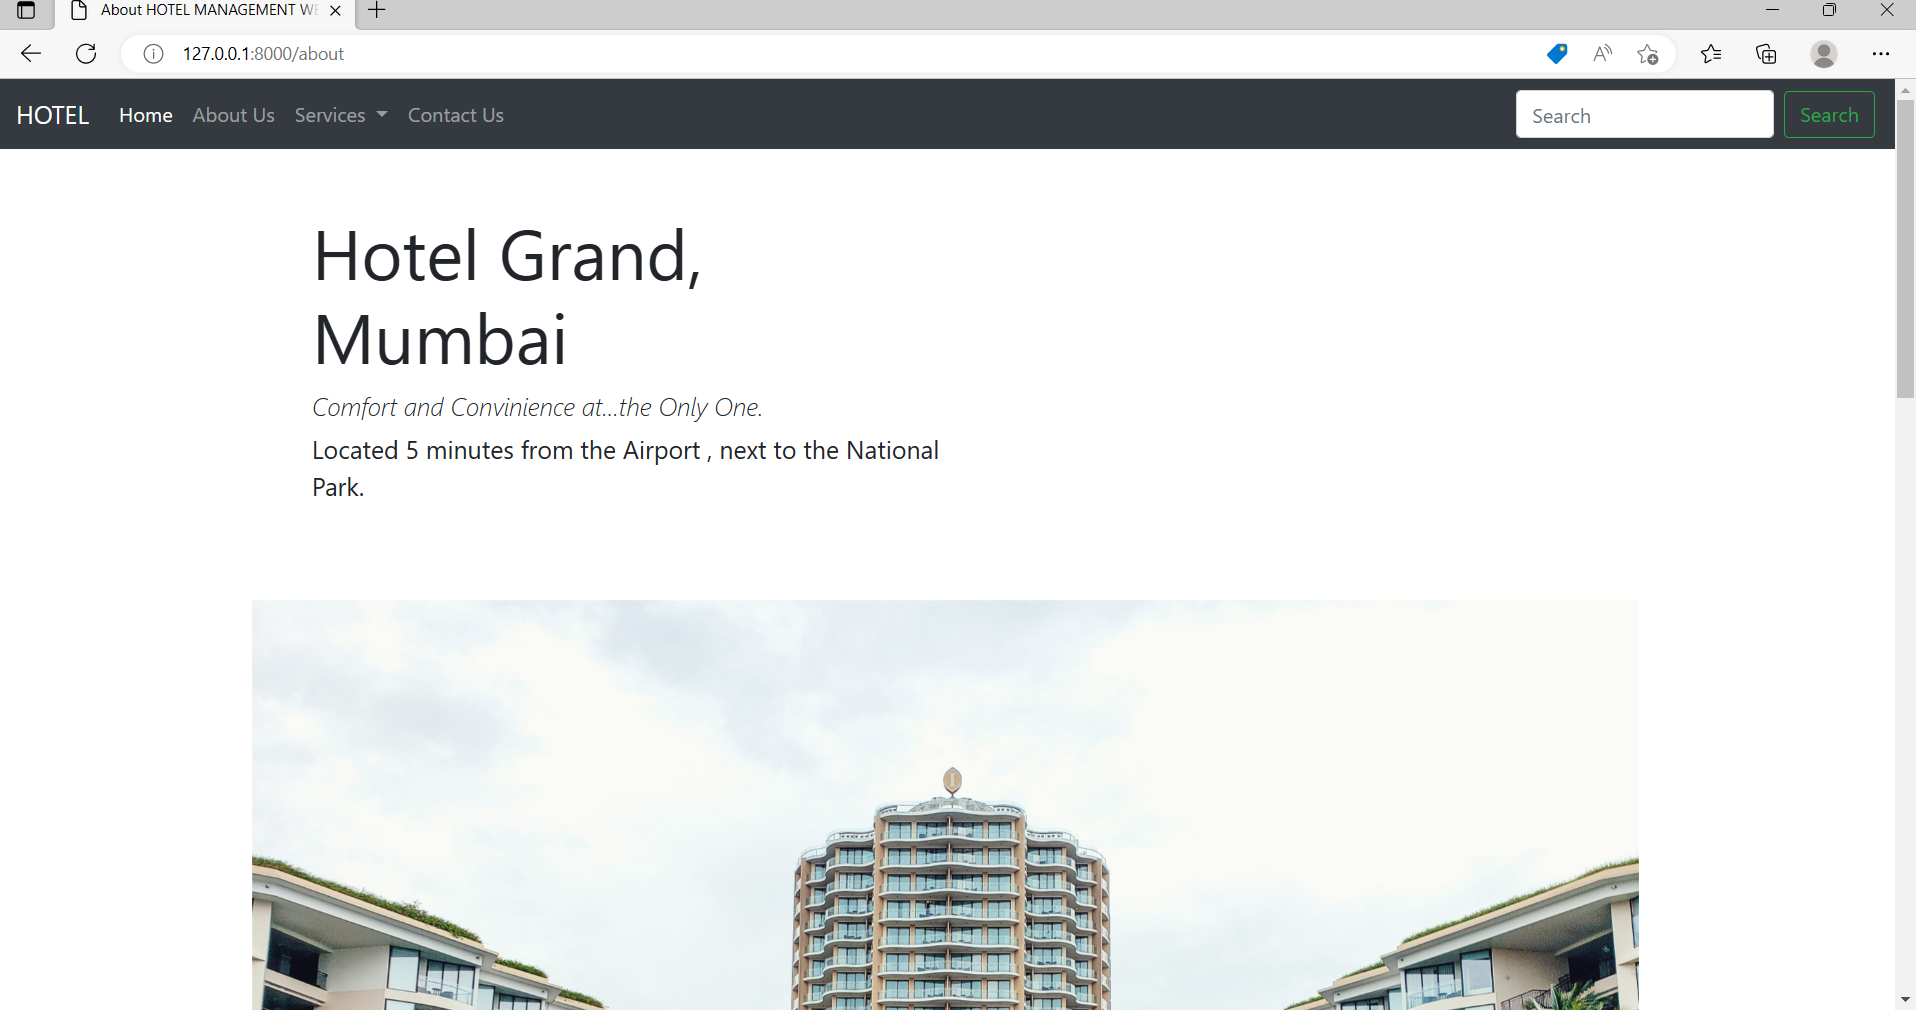 About HOTEL MANAGEMENT WE
127.0.0.1:8000/about
HOTEL Home About Us Services Contact Us Search Search
Hotel Grand,
Mumbai
Comfort and Convinience at...the Only One.
Located 5 minutes from the Airport , next to the National
Park.